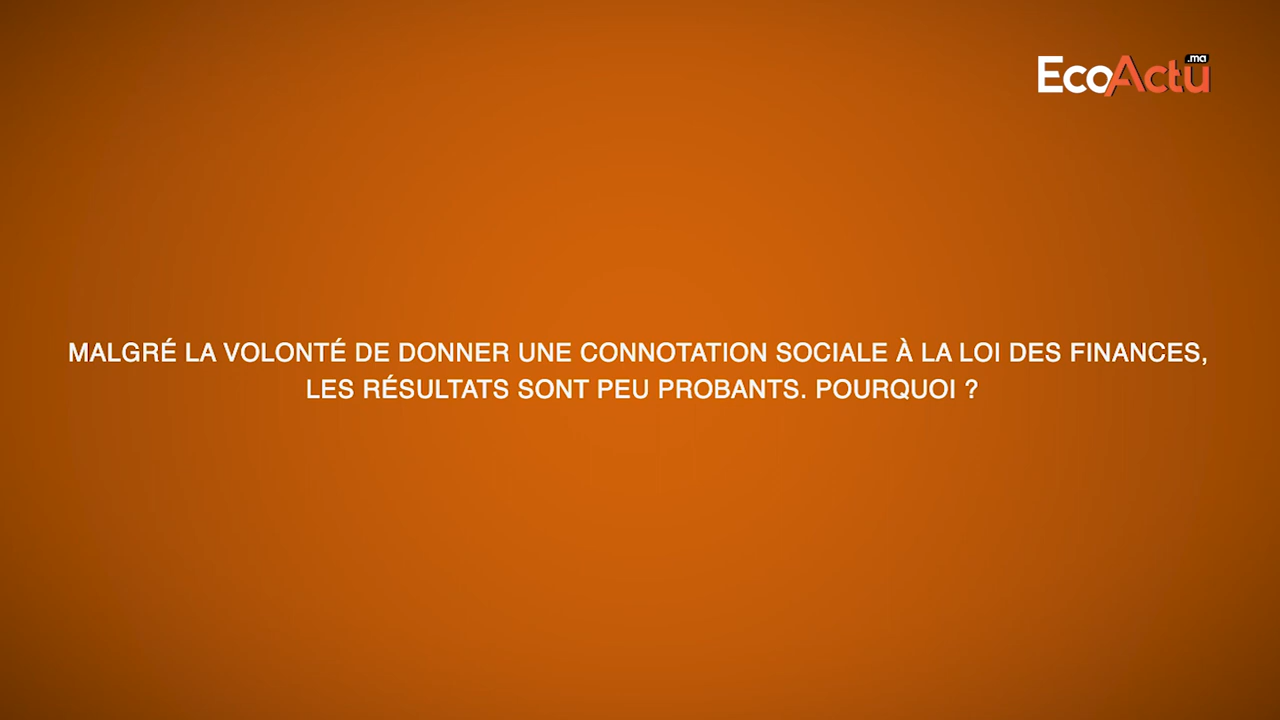 EcoActu.ma
MALGRÉ LA VOLONTÉ DE DONNER UNE CONNOTATION SOCIALE À LA LOI DES FINANCES,
LES RÉSULTATS SONT PEU PROBANTS. POURQUOI ?